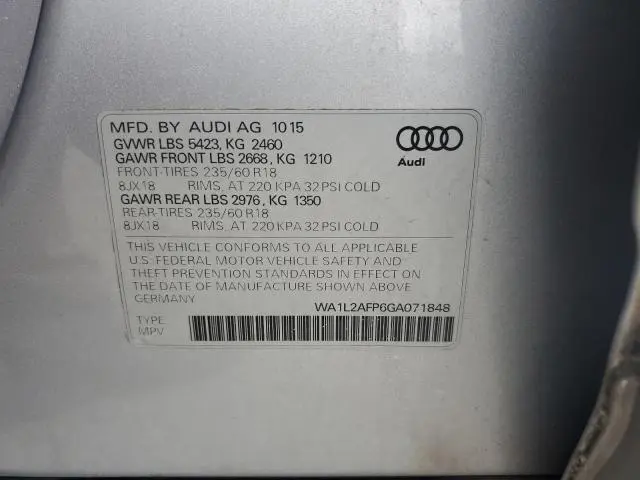 MFD. BY AUDI AG 10 15
GVWR LBS 5423, KG 2460
GAWR FRONT LBS 2668, KG 1210
FRONT-TIRES 235/60 R18
8JX18 RIMS, AT 220 KPA 32 PSI COLD
GAWR REAR LBS 2976, KG 1350
REAR-TIRES 235/60 R18
8JX18 RIMS, AT 220 KPA 32 PSI COLD
Audi
THIS VEHICLE CONFORMS TO ALL APPLICABLE
U.S. FEDERAL MOTOR VEHICLE SAFETY AND
THEFT PREVENTION STANDARDS IN EFFECT ON
THE DATE OF MANUFACTURE SHOWN ABOVE
GERMANY
WA1L2AFP6GA071848
TYPE
MPV